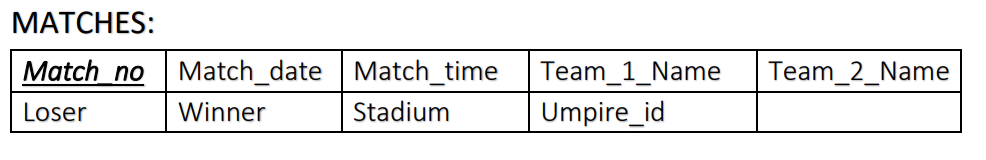 MATCHES:
Match_no Match_date Match_time Team_1_Name Team_2_Name
Loser Winner Stadium Umpire_id